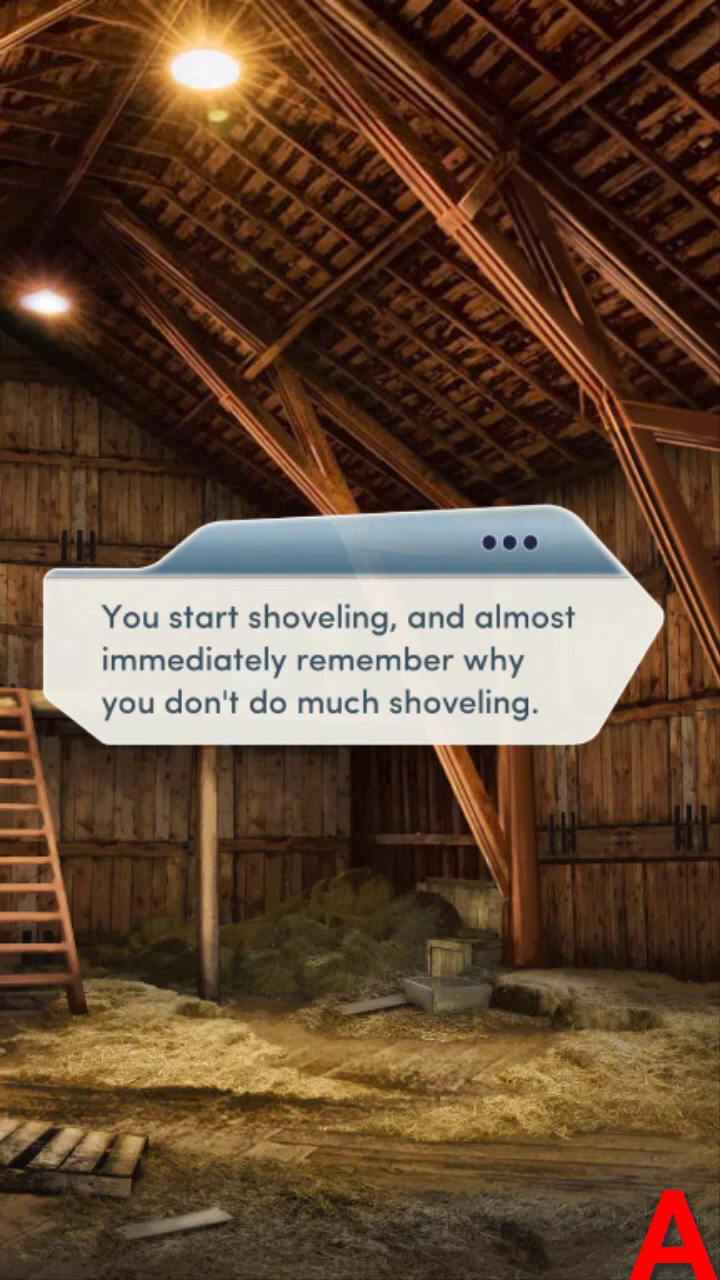 You start shoveling, and almost
immediately remember why
you don't do much shoveling.
A